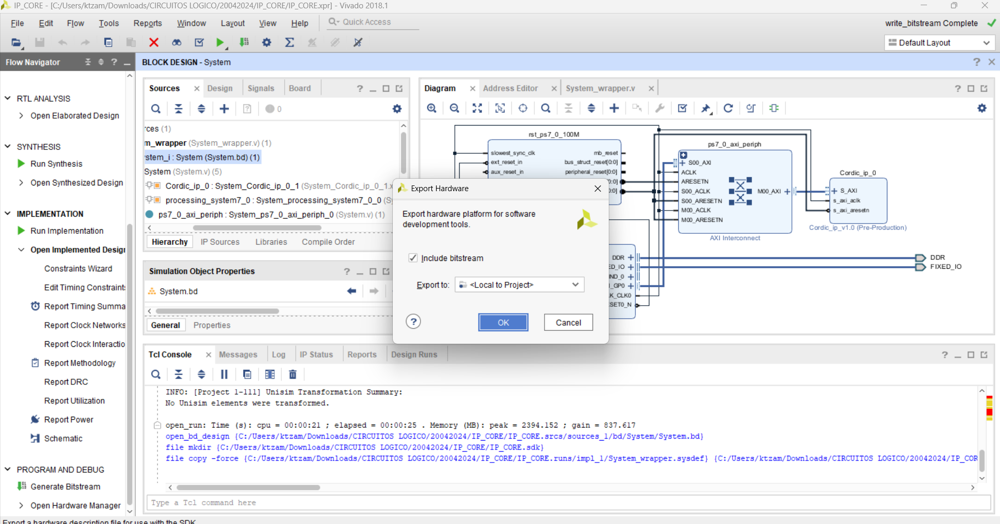 IP_CORE - [C:/Users/ktzam/Downloads/CIRCUITOS LOGICO/20042024/IP_CORE/IP_CORE.xpr] - Vivado 2018.1
File Edit Flow Tools Reports Window Layout View Help Quick Access
write_bitstream Complete
Default Layout
Flow Navigator
RTL ANALYSIS
Open Elaborated Design
SYNTHESIS
Run Synthesis
Open Synthesized Design
IMPLEMENTATION
Run Implementation
Open Implemented Desigr
Constraints Wizard
Edit Timing Constraints
Report Timing Summa
Report Clock Networks
Report Clock Interactio
Report Methodology
Report DRC
Report Utilization
Report Power
Schematic
PROGRAM AND DEBUG
Generate Bitstream
Open Hardware Manager
BLOCK DESIGN - System
Sources Design Signals Board
0
rces (1)
m_wrapper (System_wrapper.v) (1)
stem_i : System (System.bd) (1)
System (System.v) (5)
Cordic_ip_0 : System_Cordic_ip_0_1 (System_Cordic_ip_0_1.x
processing_system7_0 : System_processing_system7_0_0 (S
ps7_0_axi_periph : System_ps7_0_axi_periph_0 (System.v) (1)
Hierarchy IP Sources Libraries Compile Order
Simulation Object Properties
System.bd
General Properties
Diagram Address Editor System_wrapper.v
rst_ps7_0_100M
slowest_sync_clk
ext_reset_in
aux_reset_in
mb_reset
bus_struct_reset[0:0]
peripheral_reset[0:0]
0:0]
0:0]
ps7_0_axi_periph
S00_AXI
ACLK
ARESETN
S00_ACLK
S00_ARESETN
M00_ACLK
M00_ARESETN
M00_AXI
AXI Interconnect
Cordic_ip_0
S_AXI
s_axi_aclk
s_axi_aresetn
Cordic_ip_v1.0 (Pre-Production)
DDR
ED_IO
IND_0
I_GP0
K_CLK0
SET0_N
DDR
FIXED_IO
Export Hardware
Export hardware platform for software
development tools.
Include bitstream
Export to: <Local to Project>
OK Cancel
Tcl Console Messages Log IP Status Reports Design Runs
INFO: [Project 1-111] Unisim Transformation Summary:
No Unisim elements were transformed.
open_run: Time (s): cpu = 00:00:21 ; elapsed = 00:00:25 . Memory (MB): peak = 2394.152 ; gain = 837.617
open_bd_design {C:/Users/ktzam/Downloads/CIRCUITOS LOGICO/20042024/IP_CORE/IP_CORE.srcs/sources_1/bd/System/System.bd}
file mkdir {C:/Users/ktzam/Downloads/CIRCUITOS LOGICO/20042024/IP_CORE/IP_CORE.sdk}
file copy -force {C:/Users/ktzam/Downloads/CIRCUITOS LOGICO/20042024/IP_CORE/IP_CORE.runs/impl_1/System_wrapper.sysdef} {C:/Users/ktzam/Downloads/CIRCUITOS LOGICO/20042024/IP_COR
Type a Tcl command here
Export a hardware description file for use with the SDK